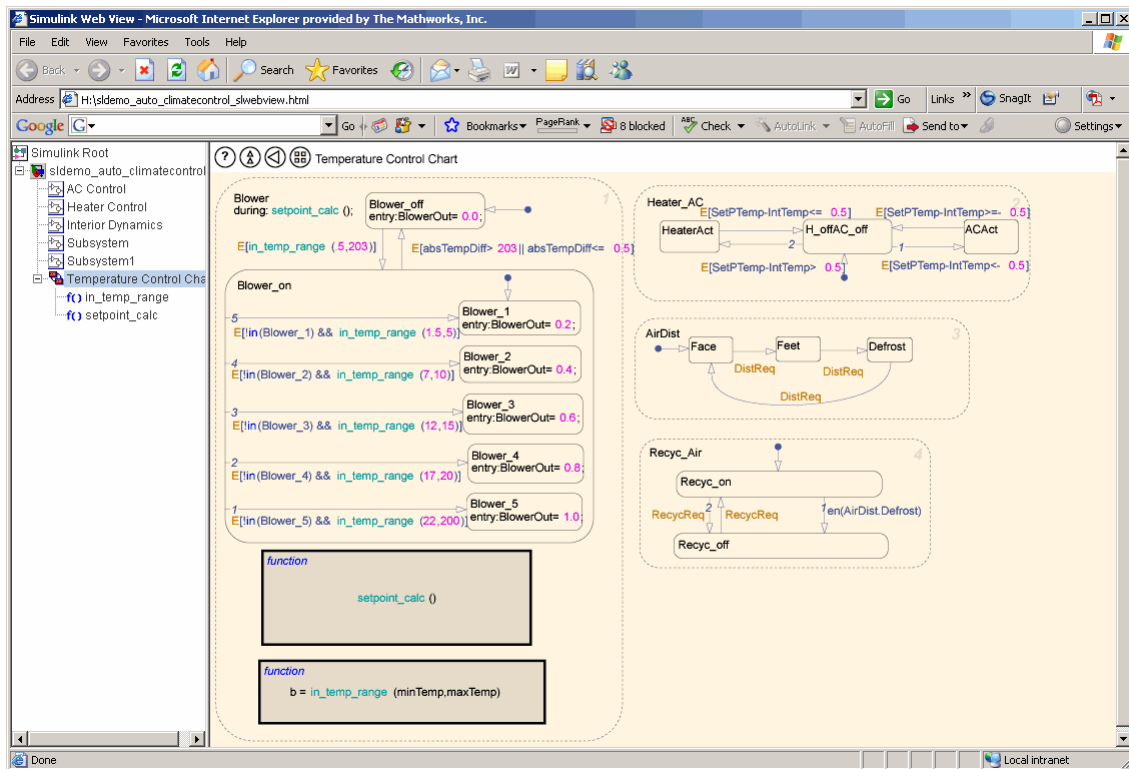 Simulink Web View - Microsoft Internet Explorer provided by The Mathworks, Inc.
File Edit View Favorites Tools Help
Back Search Favorites
Address H:\sldemo_auto_climatecontrol_slwebview.html Go Links » SnagIt
Google G Go Bookmarks PageRank 8 blocked ABC Check AutoLink AutoFill Send to Settings
Simulink Root
sldemo_auto_climatecontrol
AC Control
Heater Control
Interior Dynamics
Subsystem
Subsystem1
Temperature Control Cha
f() in_temp_range
f() setpoint_calc
? Temperature Control Chart
Blower 1
during: setpoint_calc ();
Blower_off
entry:BlowerOut= 0.0;
E[in_temp_range (.5,203)]
E[absTempDiff> 203 || absTempDiff<= 0.5]
Blower_on
5
E[!in(Blower_1) && in_temp_range (1.5,5)]
Blower_1
entry:BlowerOut= 0.2;
4
E[!in(Blower_2) && in_temp_range (7,10)]
Blower_2
entry:BlowerOut= 0.4;
3
E[!in(Blower_3) && in_temp_range (12,15)]
Blower_3
entry:BlowerOut= 0.6;
2
E[!in(Blower_4) && in_temp_range (17,20)]
Blower_4
entry:BlowerOut= 0.8;
1
E[!in(Blower_5) && in_temp_range (22,200)]
Blower_5
entry:BlowerOut= 1.0;
function
setpoint_calc ()
function
b = in_temp_range (minTemp,maxTemp)
Heater_AC 2
E[SetPTemp-IntTemp<= 0.5] E[SetPTemp-IntTemp>=- 0.5]
HeaterAct H_offAC_off ACAct
2 1
E[SetPTemp-IntTemp> 0.5] E[SetPTemp-IntTemp<- 0.5]
AirDist 3
Face Feet Defrost
DistReq DistReq
DistReq
Recyc_Air 4
Recyc_on
RecycReq 2 RecycReq 1 en(AirDist.Defrost)
Recyc_off
Done Local intranet